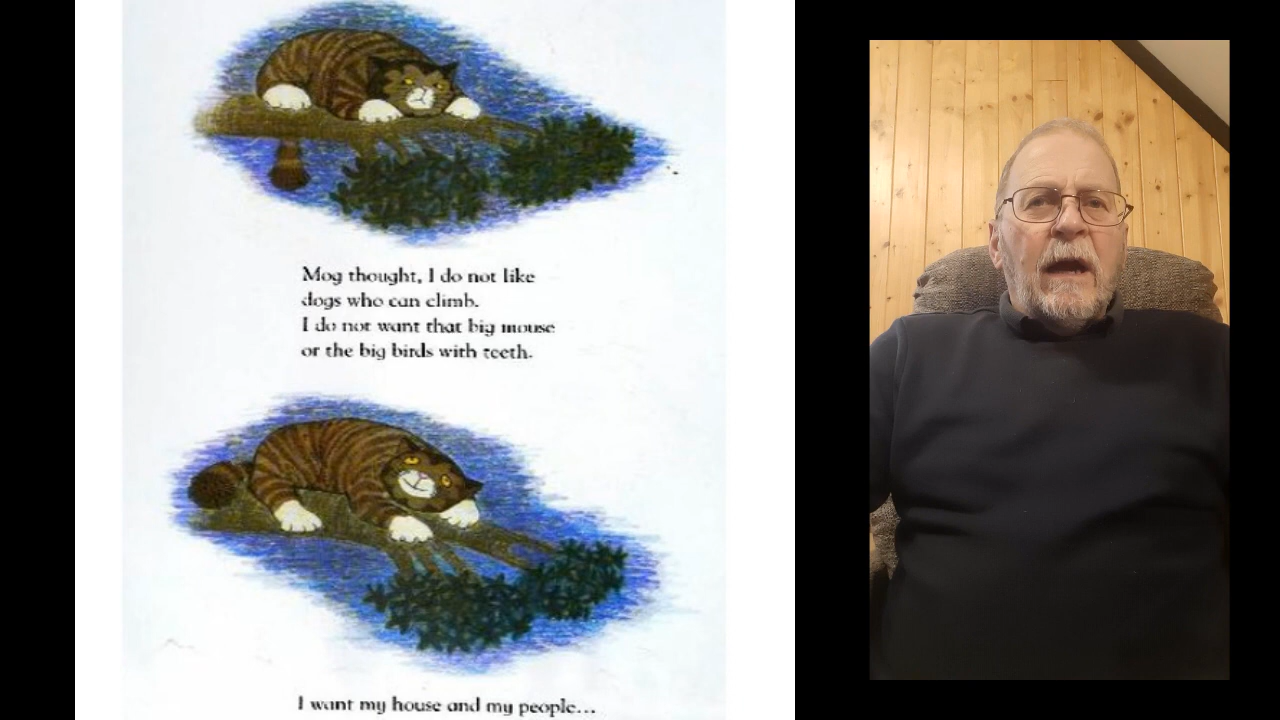 Mog thought, I do not like
dogs who can climb.
I do not want that big mouse
or the big birds with teeth.
I want my house and my people...